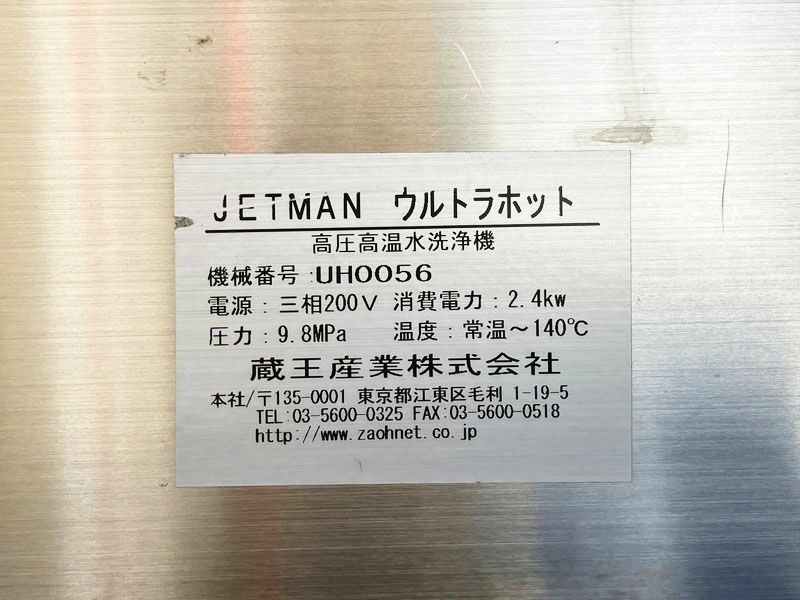 JETMAN ウルトラホット
高圧高温水洗浄機
機械番号:UH0056
電源:三相200V 消費電力:2.4kw
圧力:9.8MPa 温度:常温～140℃
蔵王産業株式会社
本社/〒135-0001 東京都江東区毛利 1-19-5
TEL:03-5600-0325 FAX:03-5600-0518
http://www.zaohnet.co.jp